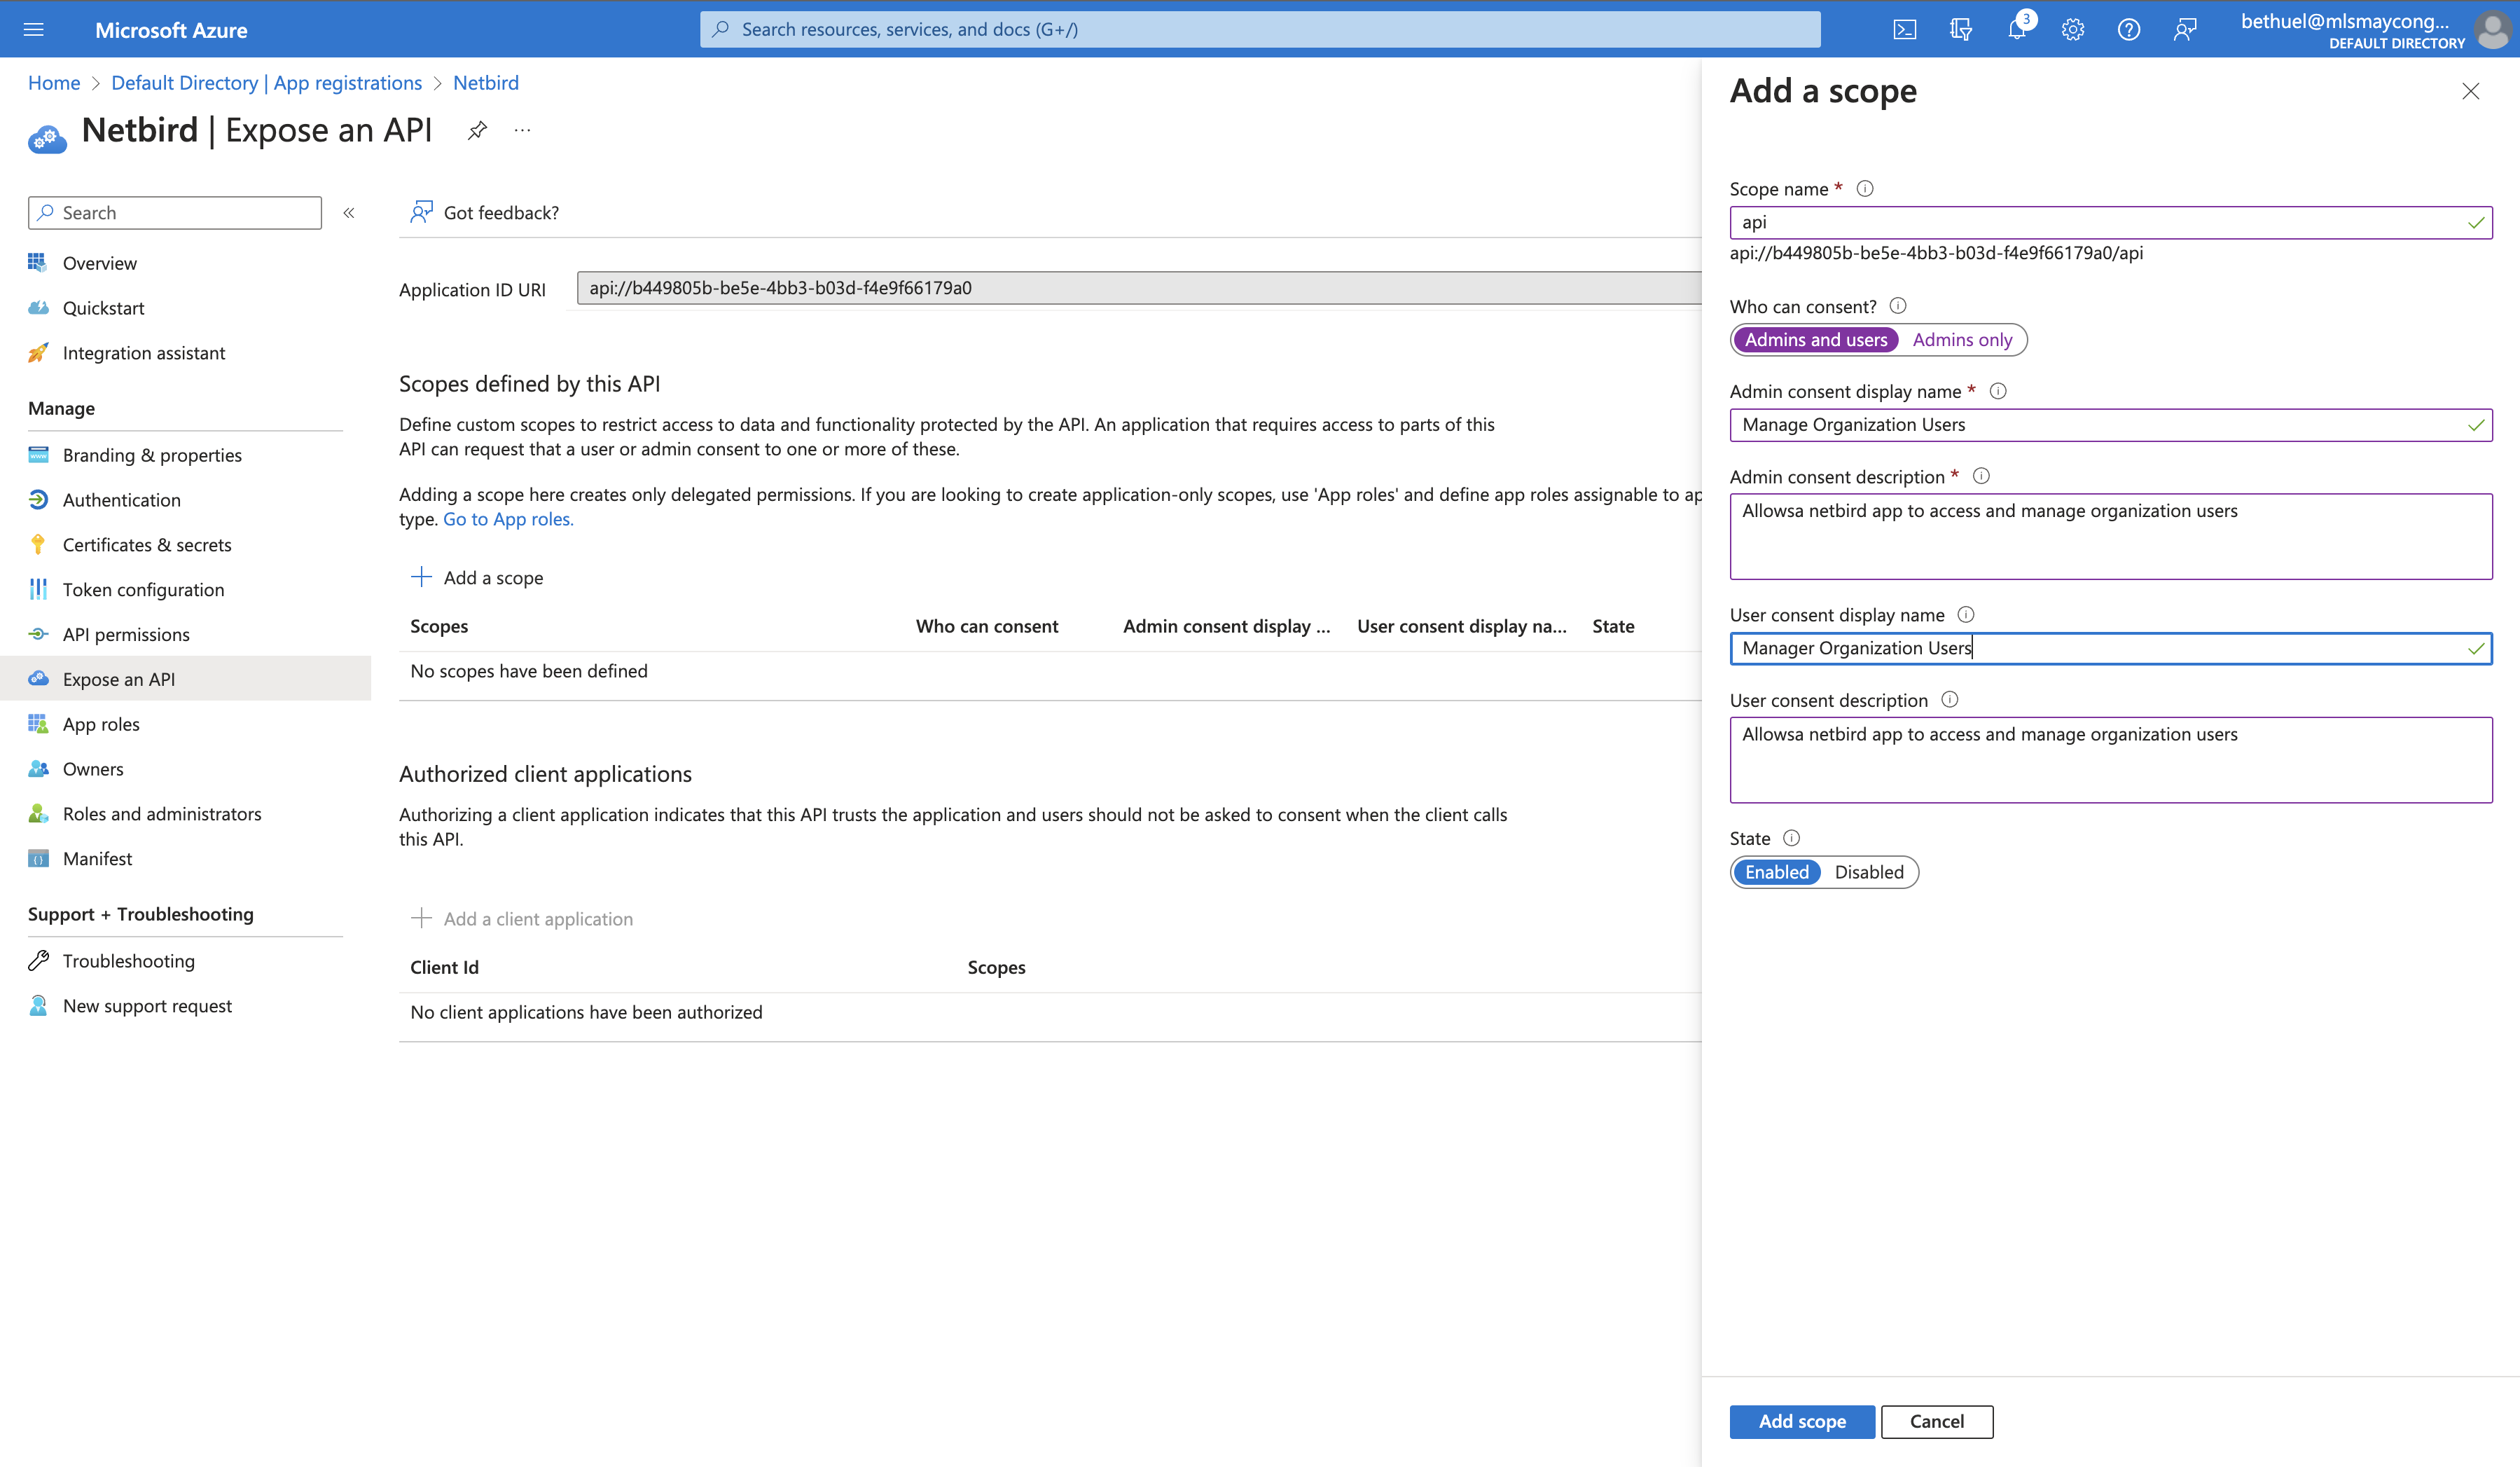 Microsoft Azure
Search resources, services, and docs (G+/)
3
bethuel@mlsmaycong...
DEFAULT DIRECTORY
Home > Default Directory | App registrations > Netbird
Netbird | Expose an API
...
Search
«
Overview
Quickstart
Integration assistant
Manage
Branding & properties
Authentication
Certificates & secrets
Token configuration
API permissions
Expose an API
App roles
Owners
Roles and administrators
Manifest
Support + Troubleshooting
Troubleshooting
New support request
Got feedback?
Application ID URI
api://b449805b-be5e-4bb3-b03d-f4e9f66179a0
Scopes defined by this API
Define custom scopes to restrict access to data and functionality protected by the API. An application that requires access to parts of this
API can request that a user or admin consent to one or more of these.
Adding a scope here creates only delegated permissions. If you are looking to create application-only scopes, use 'App roles' and define app roles assignable to ap
type. Go to App roles.
+ Add a scope
Scopes Who can consent Admin consent display ... User consent display na... State
No scopes have been defined
Authorized client applications
Authorizing a client application indicates that this API trusts the application and users should not be asked to consent when the client calls
this API.
+ Add a client application
Client Id Scopes
No client applications have been authorized
Add a scope
Scope name *
api
api://b449805b-be5e-4bb3-b03d-f4e9f66179a0/api
Who can consent?
Admins and users Admins only
Admin consent display name *
Manage Organization Users
Admin consent description *
Allowsa netbird app to access and manage organization users
User consent display name
Manager Organization Users
User consent description
Allowsa netbird app to access and manage organization users
State
Enabled Disabled
Add scope Cancel